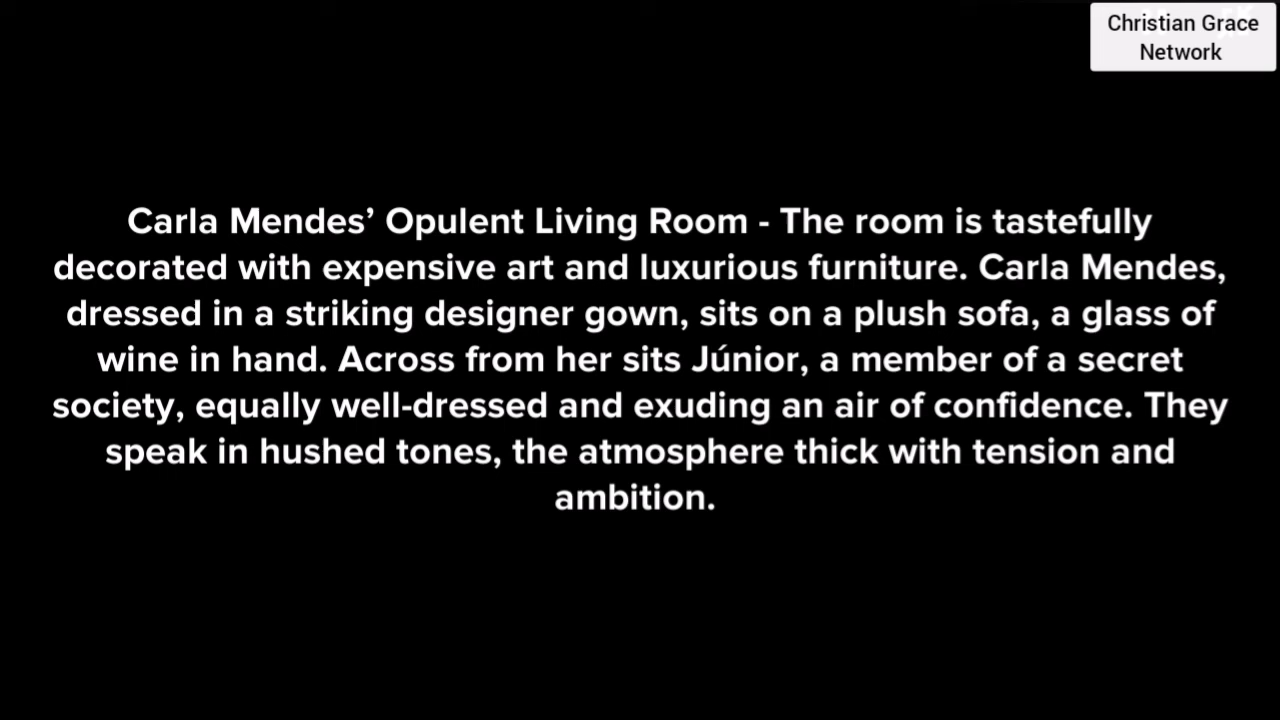 Christian Grace
Network
Carla Mendes’ Opulent Living Room - The room is tastefully
decorated with expensive art and luxurious furniture. Carla Mendes,
dressed in a striking designer gown, sits on a plush sofa, a glass of
wine in hand. Across from her sits Júnior, a member of a secret
society, equally well-dressed and exuding an air of confidence. They
speak in hushed tones, the atmosphere thick with tension and
ambition.